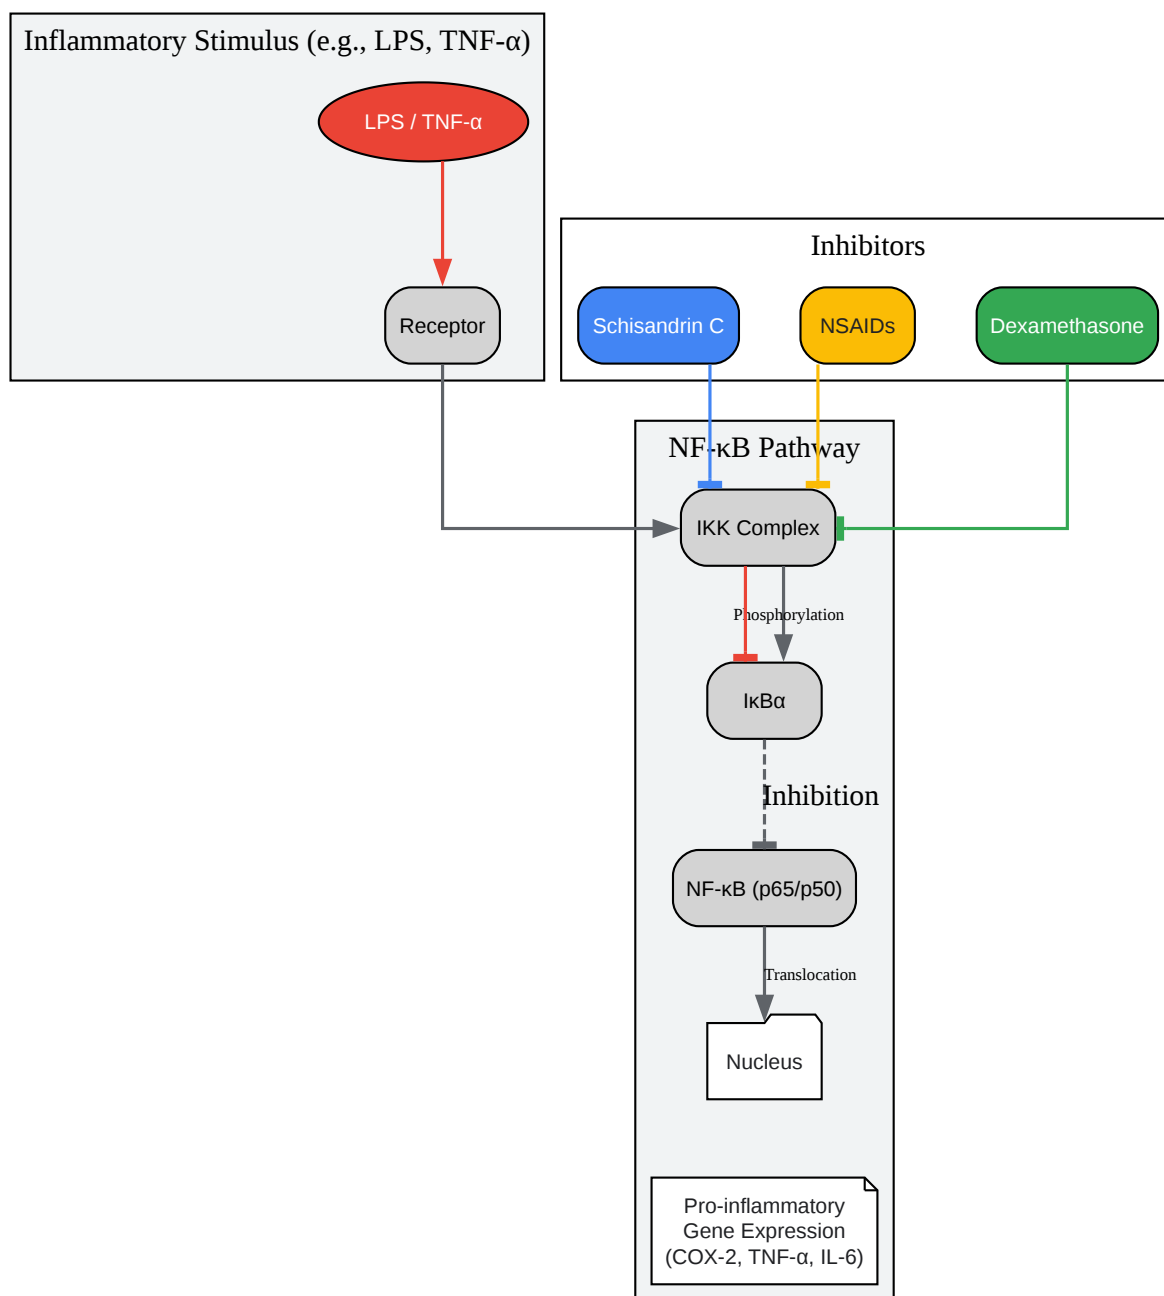 Inflammatory Stimulus (e.g., LPS, TNF-α)
LPS / TNF-α
Receptor
Inhibitors
Schisandrin C
NSAIDs
Dexamethasone
NF-κB Pathway
IKK Complex
Phosphorylation
IκBα
Inhibition
NF-κB (p65/p50)
Translocation
Nucleus
Pro-inflammatory
Gene Expression
(COX-2, TNF-α, IL-6)